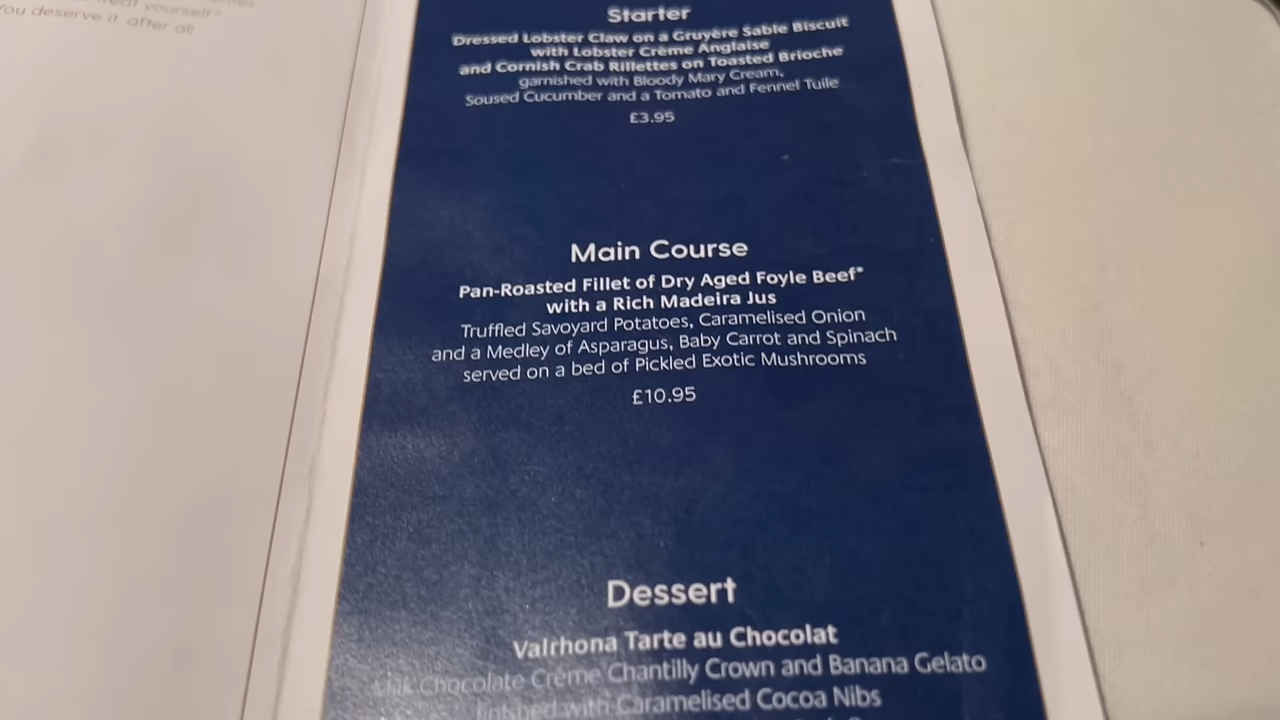 treat yourself"
You deserve it, after all
Starter
Dressed Lobster Claw on a Gruyère Sable Biscuit
with Lobster Crème Anglaise
and Cornish Crab Rillettes on Toasted Brioche
garnished with Bloody Mary Cream,
Soused Cucumber and a Tomato and Fennel Tuile
£3.95
Main Course
Pan-Roasted Fillet of Dry Aged Foyle Beef*
with a Rich Madeira Jus
Truffled Savoyard Potatoes, Caramelised Onion
and a Medley of Asparagus, Baby Carrot and Spinach
served on a bed of Pickled Exotic Mushrooms
£10.95
Dessert
Valrhona Tarte au Chocolat
Milk Chocolate Crème Chantilly Crown and Banana Gelato
finished with Caramelised Cocoa Nibs